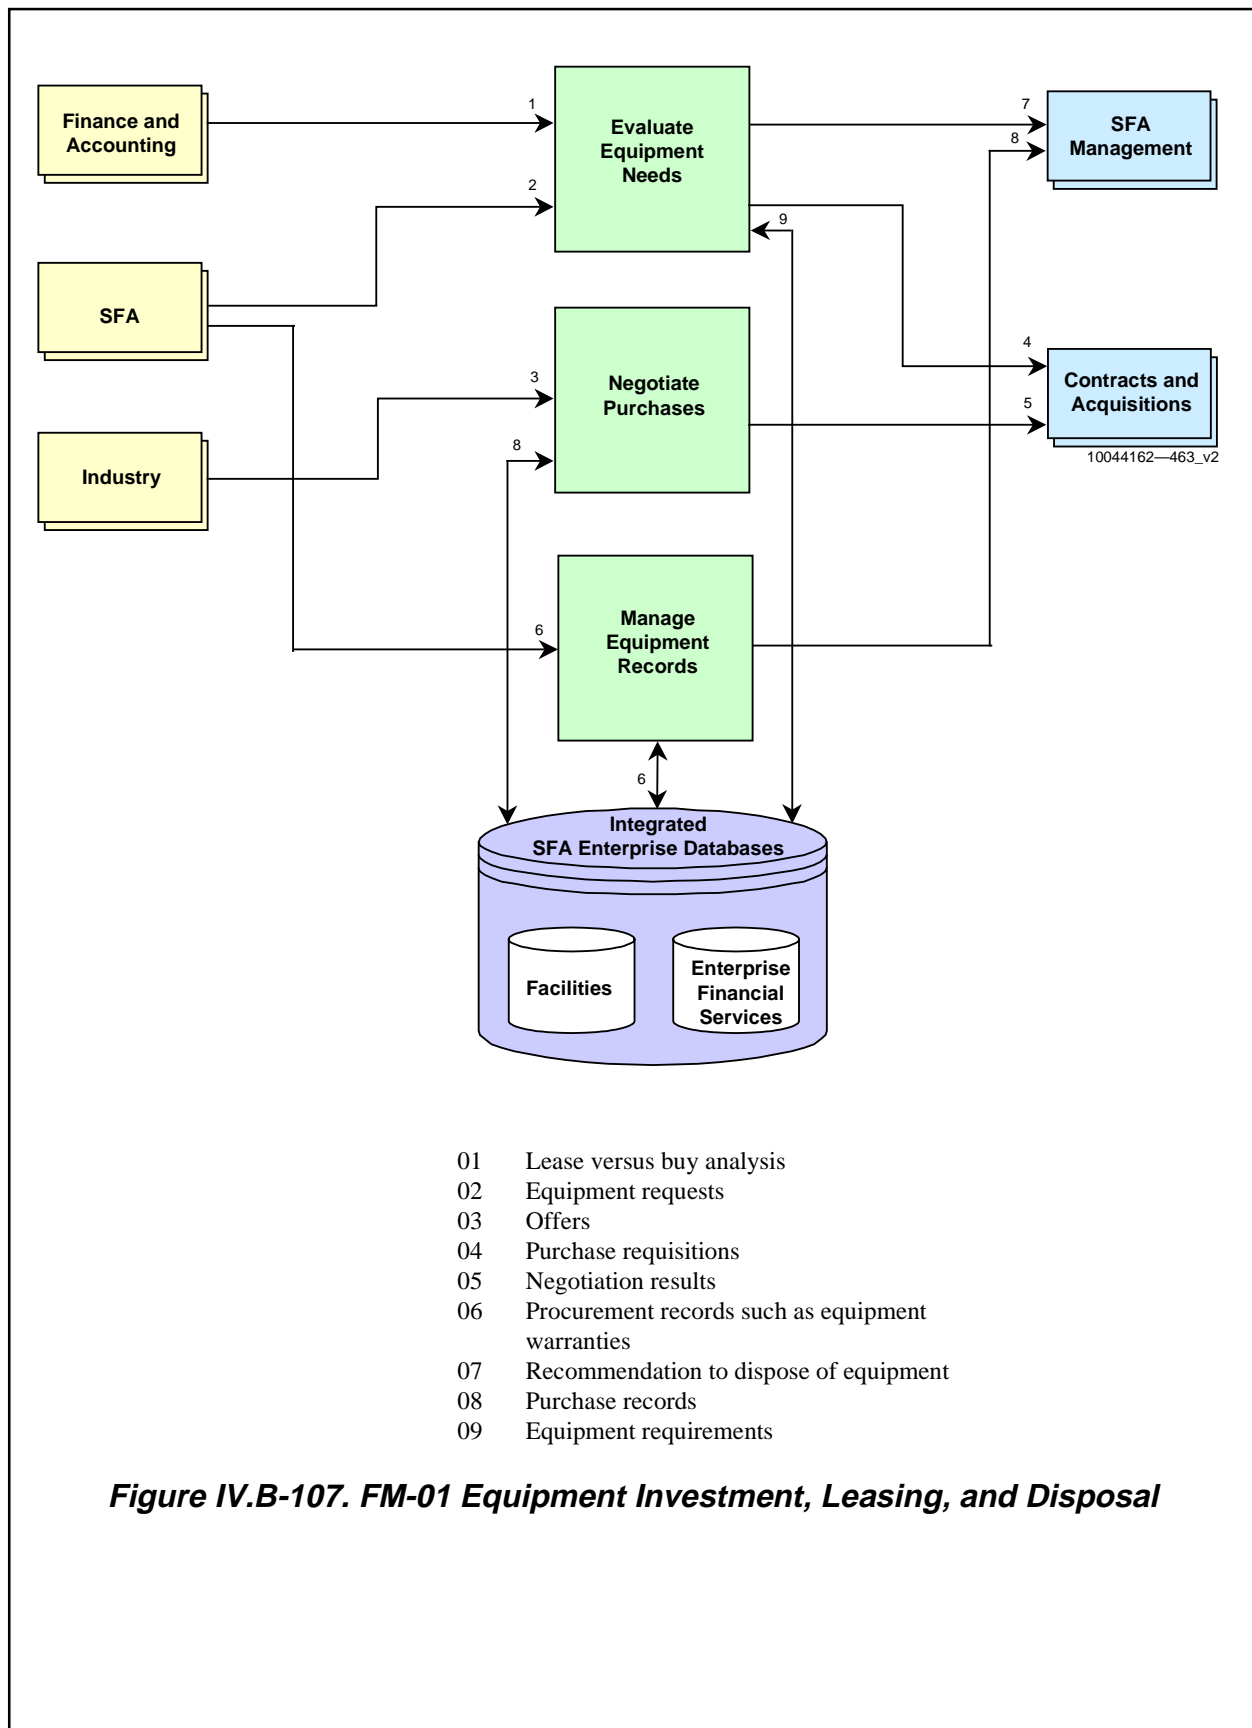 Finance and
Accounting
1
Evaluate
Equipment
Needs
7
8
SFA
Management
2
9
SFA
Negotiate
Purchases
3
8
4
5
Contracts and
Acquisitions
10044162—463_v2
Industry
6
Manage
Equipment
Records
6
Integrated
SFA Enterprise Databases
Facilities
Enterprise
Financial
Services
01 Lease versus buy analysis
02 Equipment requests
03 Offers
04 Purchase requisitions
05 Negotiation results
06 Procurement records such as equipment
warranties
07 Recommendation to dispose of equipment
08 Purchase records
09 Equipment requirements
Figure IV.B-107. FM-01 Equipment Investment, Leasing, and Disposal